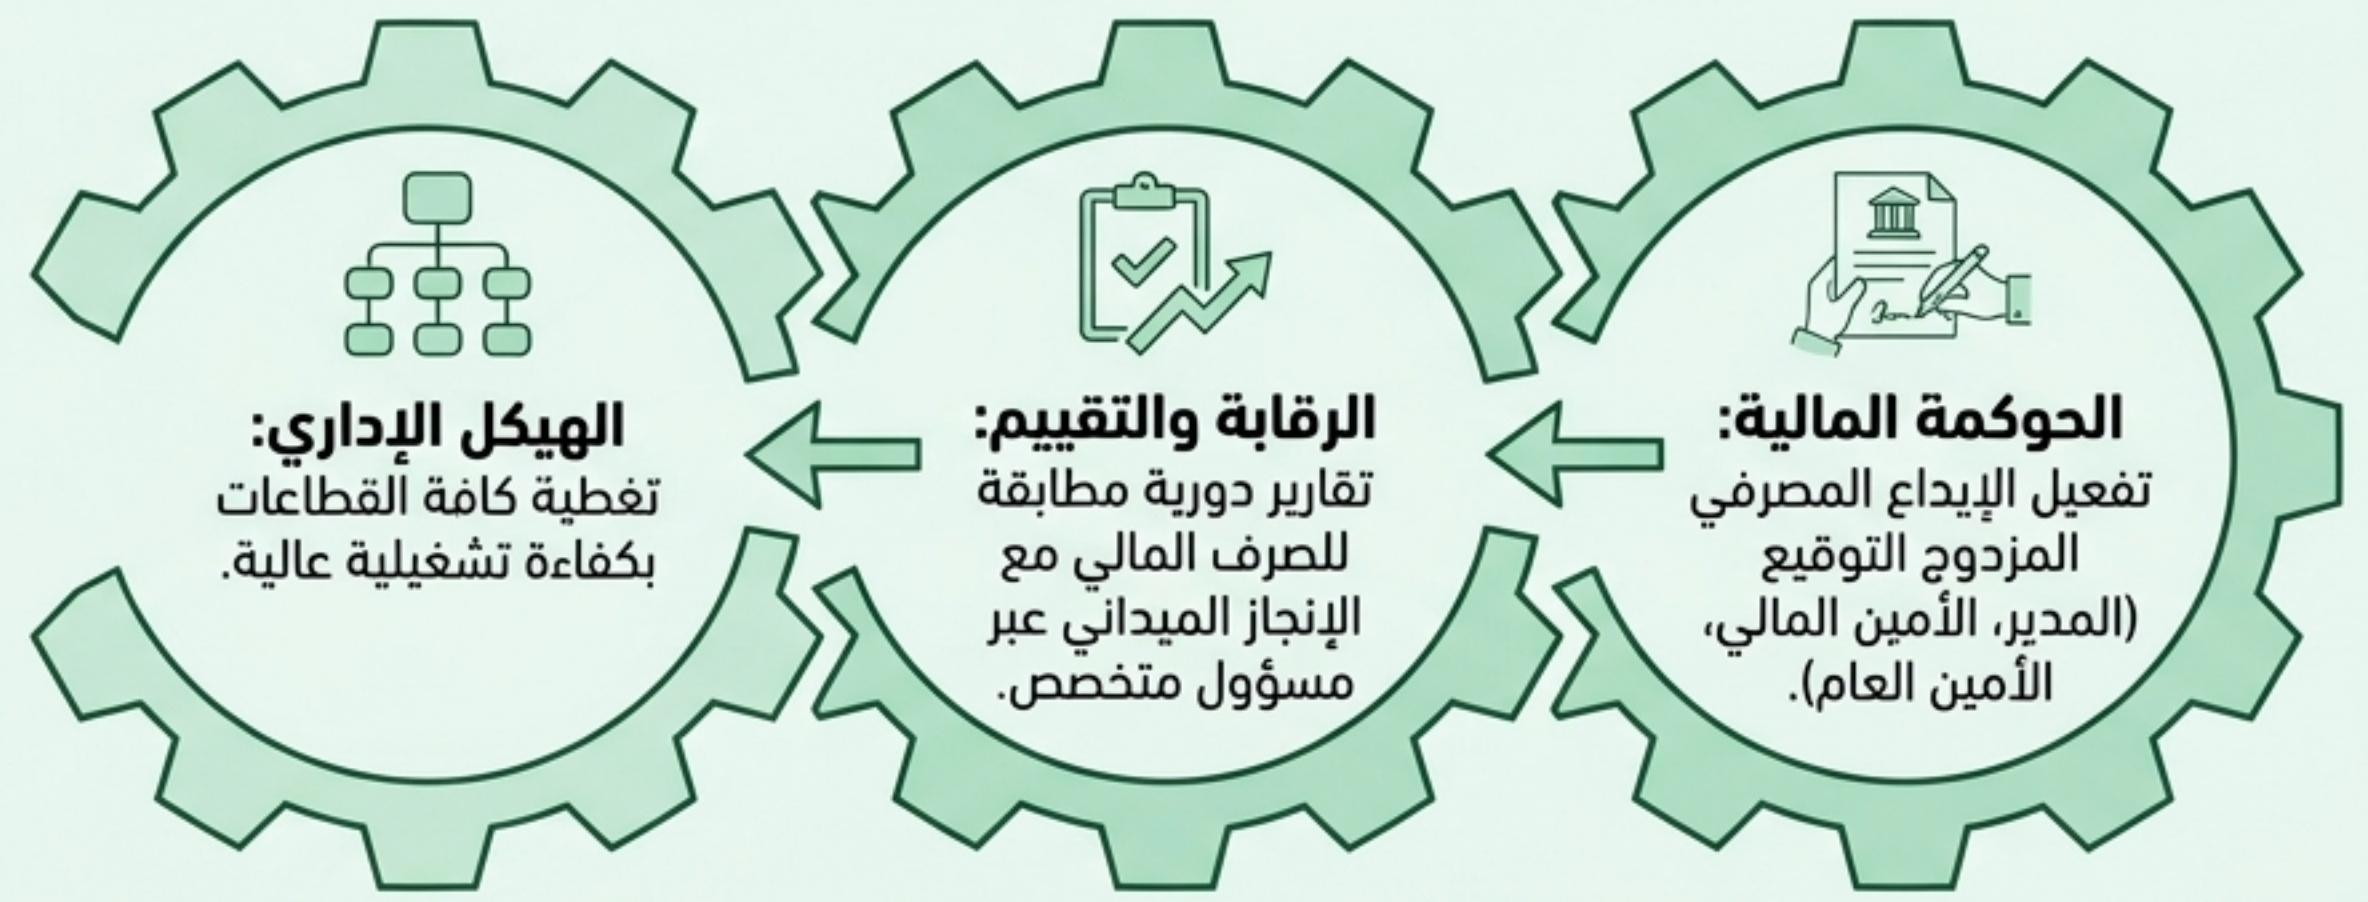 الحوكمة المالية:
تفعيل الإيداع المصرفي
المزدوج التوقيع
(المدير، الأمين المالي،
الأمين العام).
الرقابة والتقييم:
تقارير دورية مطابقة
للصرف المالي مع
الإنجاز الميداني عبر
مسؤول متخصص.
الهيكل الإداري:
تغطية كافة القطاعات
بكفاءة تشغيلية عالية.